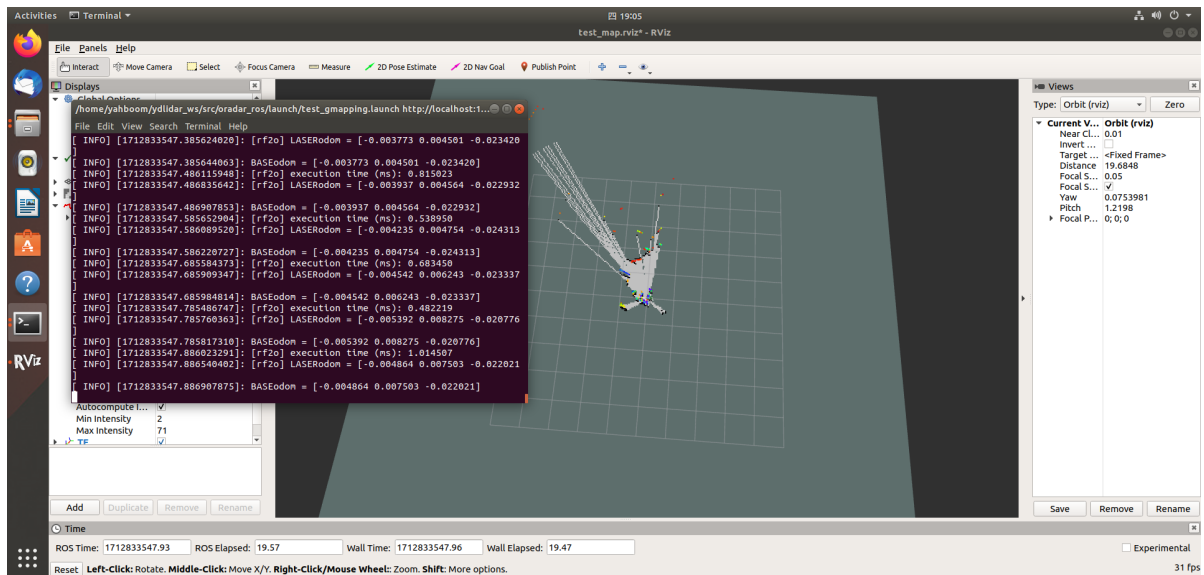 Activities Terminal 四 19:05
test_map.rviz* - RViz
File Panels Help
Interact Move Camera Select Focus Camera Measure 2D Pose Estimate 2D Nav Goal Publish Point
Displays
Global Options
/home/yahboom/ydlidar_ws/src/oradar_ros/launch/test_gmapping.launch http://localhost:1...
File Edit View Search Terminal Help
[ INFO] [1712833547.385624020]: [rf2o] LASERodom = [-0.003773 0.004501 -0.023420
]
[ INFO] [1712833547.385644063]: BASEodom = [-0.003773 0.004501 -0.023420]
[ INFO] [1712833547.486115948]: [rf2o] execution time (ms): 0.815023
[ INFO] [1712833547.486835642]: [rf2o] LASERodom = [-0.003937 0.004564 -0.022932
]
[ INFO] [1712833547.486907853]: BASEodom = [-0.003937 0.004564 -0.022932]
[ INFO] [1712833547.585652904]: [rf2o] execution time (ms): 0.538950
[ INFO] [1712833547.586089520]: [rf2o] LASERodom = [-0.004235 0.004754 -0.024313
]
[ INFO] [1712833547.586220727]: BASEodom = [-0.004235 0.004754 -0.024313]
[ INFO] [1712833547.685584373]: [rf2o] execution time (ms): 0.683450
[ INFO] [1712833547.685909347]: [rf2o] LASERodom = [-0.004542 0.006243 -0.023337
]
[ INFO] [1712833547.685984814]: BASEodom = [-0.004542 0.006243 -0.023337]
[ INFO] [1712833547.785486747]: [rf2o] execution time (ms): 0.482219
[ INFO] [1712833547.785760363]: [rf2o] LASERodom = [-0.005392 0.008275 -0.020776
]
[ INFO] [1712833547.785817310]: BASEodom = [-0.005392 0.008275 -0.020776]
[ INFO] [1712833547.886023291]: [rf2o] execution time (ms): 1.014507
[ INFO] [1712833547.886540402]: [rf2o] LASERodom = [-0.004864 0.007503 -0.022021
]
[ INFO] [1712833547.886907875]: BASEodom = [-0.004864 0.007503 -0.022021]
Autocompute I...
Min Intensity 2
Max Intensity 71
TF
Add Duplicate Remove Rename
Views
Type: Orbit (rviz) Zero
Current V... Orbit (rviz)
Near Cl... 0.01
Invert ...
Target ... <Fixed Frame>
Distance 19.6848
Focal S... 0.05
Focal S...
Yaw 0.0753981
Pitch 1.2198
Focal P... 0; 0; 0
Save Remove Rename
RViz
Time
ROS Time: 1712833547.93 ROS Elapsed: 19.57 Wall Time: 1712833547.96 Wall Elapsed: 19.47 Experimental
Reset Left-Click: Rotate. Middle-Click: Move X/Y. Right-Click/Mouse Wheel:: Zoom. Shift: More options. 31 fps